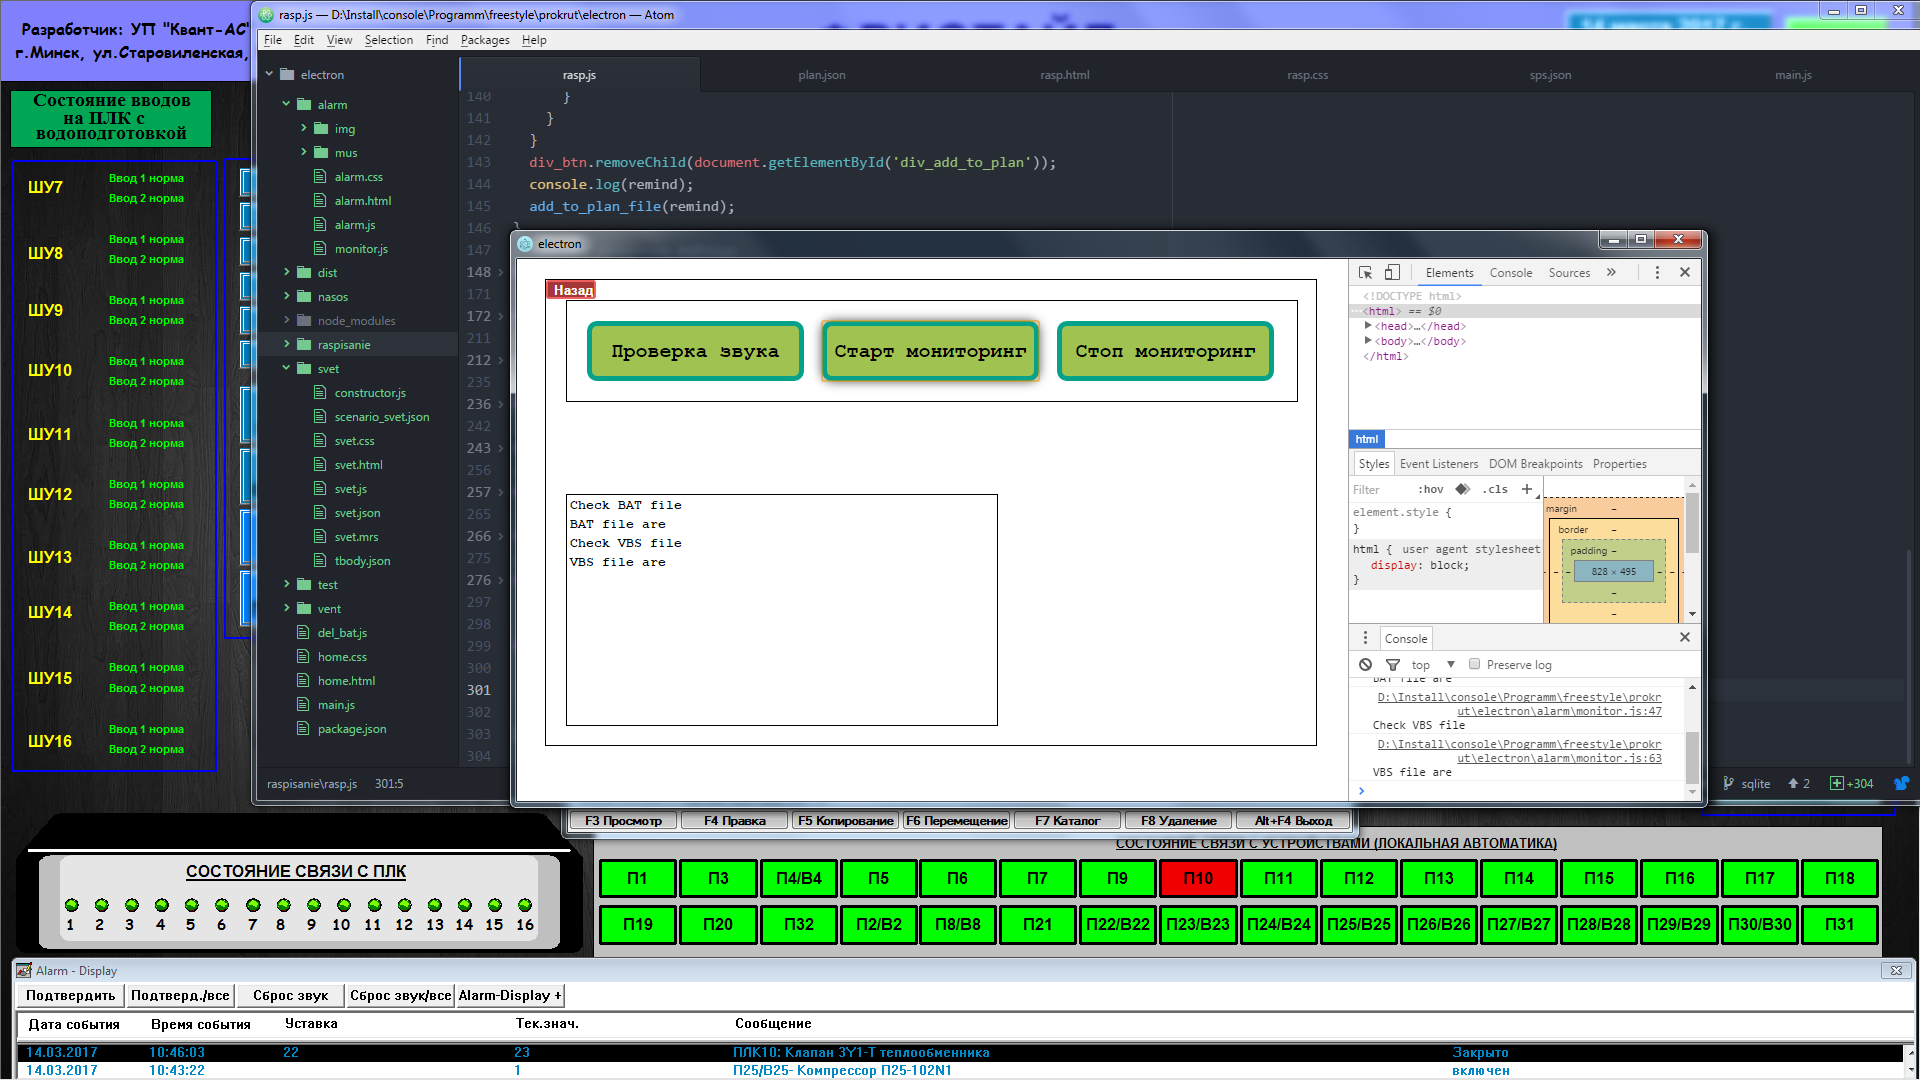 rasp.js — D:\Install\console\Programm\freestyle\prokrut\electron — Atom
Разработчик: УП "Квант-АС"
г.Минск, ул.Старовиленская,
File Edit View Selection Find Packages Help
electron
rasp.js plan.json rasp.html rasp.css sps.json main.js
Состояние вводов
на ПЛК с
водоподготовкой
ШУ7 Ввод 1 норма
Ввод 2 норма
ШУ8 Ввод 1 норма
Ввод 2 норма
ШУ9 Ввод 1 норма
Ввод 2 норма
ШУ10 Ввод 1 норма
Ввод 2 норма
ШУ11 Ввод 1 норма
Ввод 2 норма
ШУ12 Ввод 1 норма
Ввод 2 норма
ШУ13 Ввод 1 норма
Ввод 2 норма
ШУ14 Ввод 1 норма
Ввод 2 норма
ШУ15 Ввод 1 норма
Ввод 2 норма
ШУ16 Ввод 1 норма
Ввод 2 норма
alarm
img
mus
alarm.css
alarm.html
alarm.js
monitor.js
dist
nasos
node_modules
raspisanie
svet
constructor.js
scenario_svet.json
svet.css
svet.html
svet.js
svet.json
svet.mrs
tbody.json
test
vent
del_bat.js
home.css
home.html
main.js
package.json
raspisanie\rasp.js 301:5
140 }
141 }
142 }
143 div_btn.removeChild(document.getElementById('div_add_to_plan'));
144 console.log(remind);
145 add_to_plan_file(remind);
146
147
148
171
172
211
212
235
236
242
243
256
257
265
266
275
276
297
298
299
300
301
302
303
304
electron
Назад
Проверка звука Старт мониторинг Стоп мониторинг
Check BAT file
BAT file are
Check VBS file
VBS file are
Elements Console Sources »
<!DOCTYPE html>
…<html> == $0
<head>…</head>
<body>…</body>
</html>
html
Styles Event Listeners DOM Breakpoints Properties
Filter :hov .cls +
element.style {
}
html { user agent stylesheet
display: block;
}
margin –
border –
padding –
828 × 495
–
–
Console
top Preserve log
BAT file are
D:\Install\console\Programm\freestyle\prokr
ut\electron\alarm\monitor.js:47
Check VBS file
D:\Install\console\Programm\freestyle\prokr
ut\electron\alarm\monitor.js:63
VBS file are
sqlite 2 +304
F3 Просмотр F4 Правка F5 Копирование F6 Перемещение F7 Каталог F8 Удаление Alt+F4 Выход
СОСТОЯНИЕ СВЯЗИ С ПЛК
1 2 3 4 5 6 7 8 9 10 11 12 13 14 15 16
СОСТОЯНИЕ СВЯЗИ С УСТРОЙСТВАМИ (ЛОКАЛЬНАЯ АВТОМАТИКА)
П1 П3 П4/В4 П5 П6 П7 П9 П10 П11 П12 П13 П14 П15 П16 П17 П18
П19 П20 П32 П2/В2 П8/В8 П21 П22/В22 П23/В23 П24/В24 П25/В25 П26/В26 П27/В27 П28/В28 П29/В29 П30/В30 П31
Alarm - Display
Подтвердить Подтверд./все Сброс звук Сброс звук/все Alarm-Display +
Дата события Время события Уставка Тек.знач. Сообщение
14.03.2017 10:46:03 22 23 ПЛК10: Клапан 3У1-Т теплообменника Закрыто
14.03.2017 10:43:22 1 П25/В25- Компрессор П25-102N1 включен